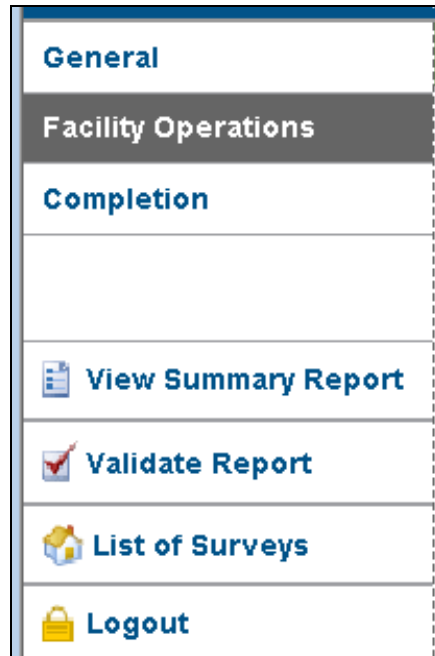 General
Facility Operations
Completion
View Summary Report
Validate Report
List of Surveys
Logout